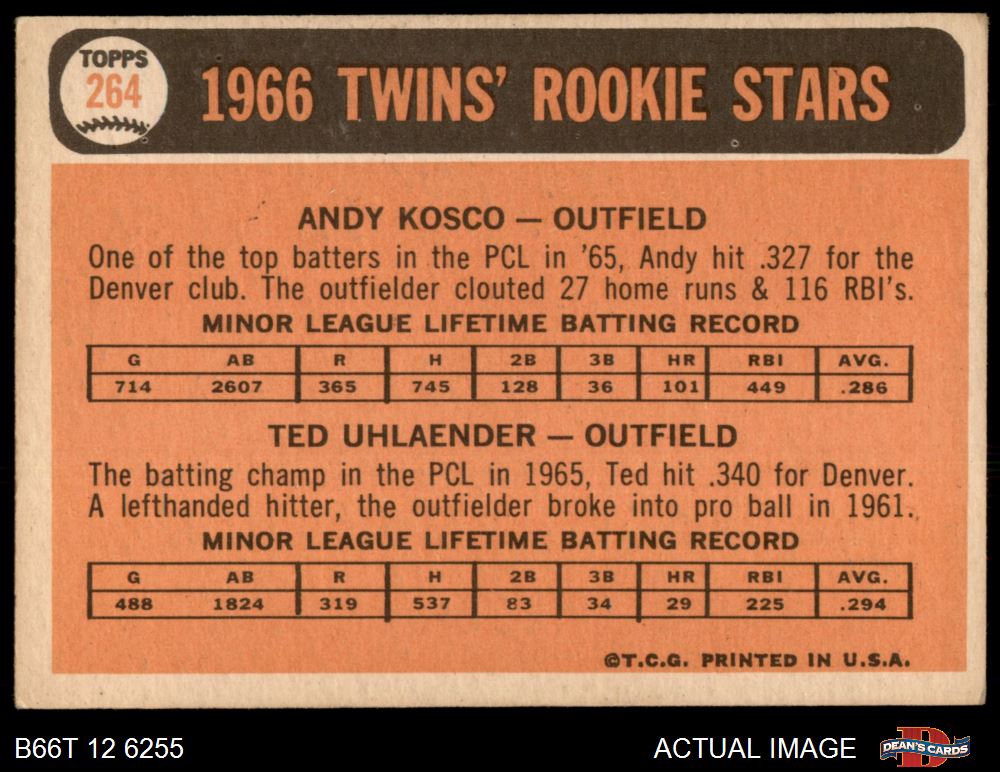 TOPPS
264
1966 TWINS' ROOKIE STARS
ANDY KOSCO — OUTFIELD
One of the top batters in the PCL in '65, Andy hit .327 for the
Denver club. The outfielder clouted 27 home runs & 116 RBI's.
MINOR LEAGUE LIFETIME BATTING RECORD
G AB R H 2B 3B HR RBI AVG.
714 2607 365 745 128 36 101 449 .286
TED UHLAENDER — OUTFIELD
The batting champ in the PCL in 1965, Ted hit .340 for Denver.
A lefthanded hitter, the outfielder broke into pro ball in 1961.
MINOR LEAGUE LIFETIME BATTING RECORD
G AB R H 2B 3B HR RBI AVG.
488 1824 319 537 83 34 29 225 .294
©T.C.G. PRINTED IN U.S.A.
B66T 12 6255
ACTUAL IMAGE
D
DEAN'S CARDS